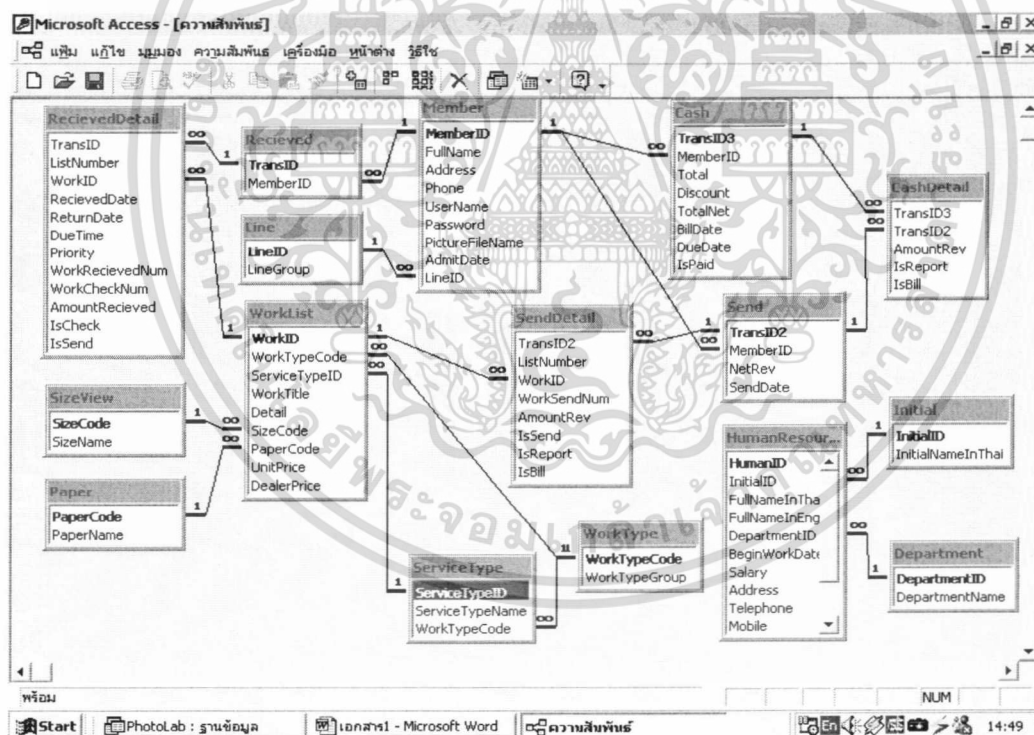 Microsoft Access - [ความสัมพันธ์]
แฟ้ม แก้ไข มุมมอง ความสัมพันธ์ เครื่องมือ หน้าต่าง วิธีใช้
RecievedDetail
TransID
ListNumber
WorkID
RecievedDate
ReturnDate
DueTime
Priority
WorkRecievedNum
WorkCheckNum
AmountRecieved
IsCheck
IsSend
Recieved
TransID
MemberID
Line
LineID
LineGroup
Member
MemberID
FullName
Address
Phone
UserName
Password
PictureFileName
AdmitDate
LineID
Cash
TransID3
MemberID
Total
Discount
TotalNet
BillDate
DueDate
IsPaid
CashDetail
TransID3
TransID2
AmountRev
IsReport
IsBill
WorkList
WorkID
WorkTypeCode
ServiceTypeID
WorkTitle
Detail
SizeCode
PaperCode
UnitPrice
DealerPrice
SendDetail
TransID2
ListNumber
WorkID
WorkSendNum
AmountRev
IsSend
IsReport
IsBill
Send
TransID2
MemberID
NetRev
SendDate
SizeView
SizeCode
SizeName
Paper
PaperCode
PaperName
ServiceType
ServiceTypeID
ServiceTypeName
WorkTypeCode
WorkType
WorkTypeCode
WorkTypeGroup
HumanResour...
HumanID
InitialID
FullNameInTha
FullNameInEng
DepartmentID
BeginWorkDate
Salary
Address
Telephone
Mobile
Initial
InitialID
InitialNameInThai
Department
DepartmentID
DepartmentName
พร้อม
NUM
Start
PhotoLab : ฐานข้อมูล
เอกสาร1 - Microsoft Word
ความสัมพันธ์
En
14:49